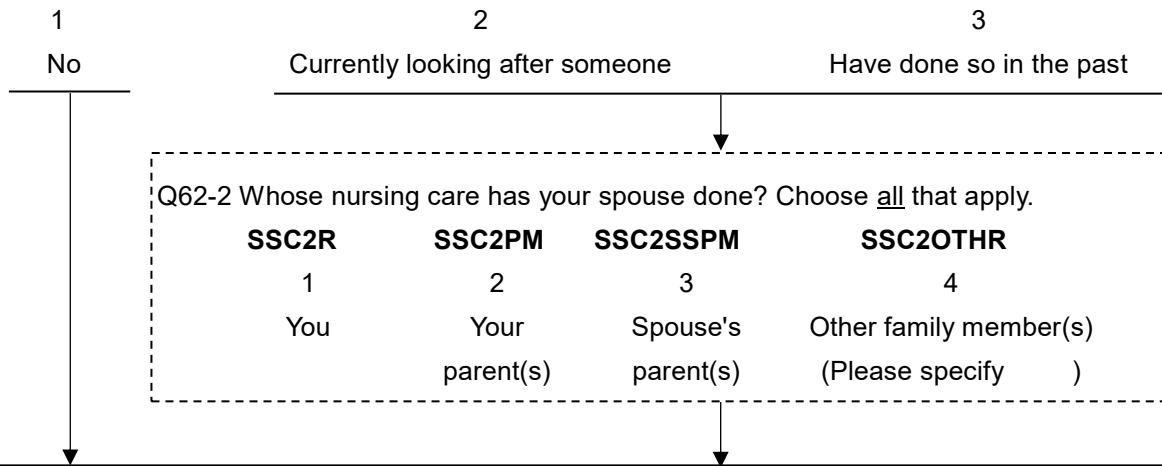 1 2 3
No Currently looking after someone Have done so in the past
Q62-2 Whose nursing care has your spouse done? Choose all that apply.
SSC2R SSC2PM SSC2SSPM SSC2OTHR
1 2 3 4
You Your Spouse's Other family member(s)
parent(s) parent(s) (Please specify )